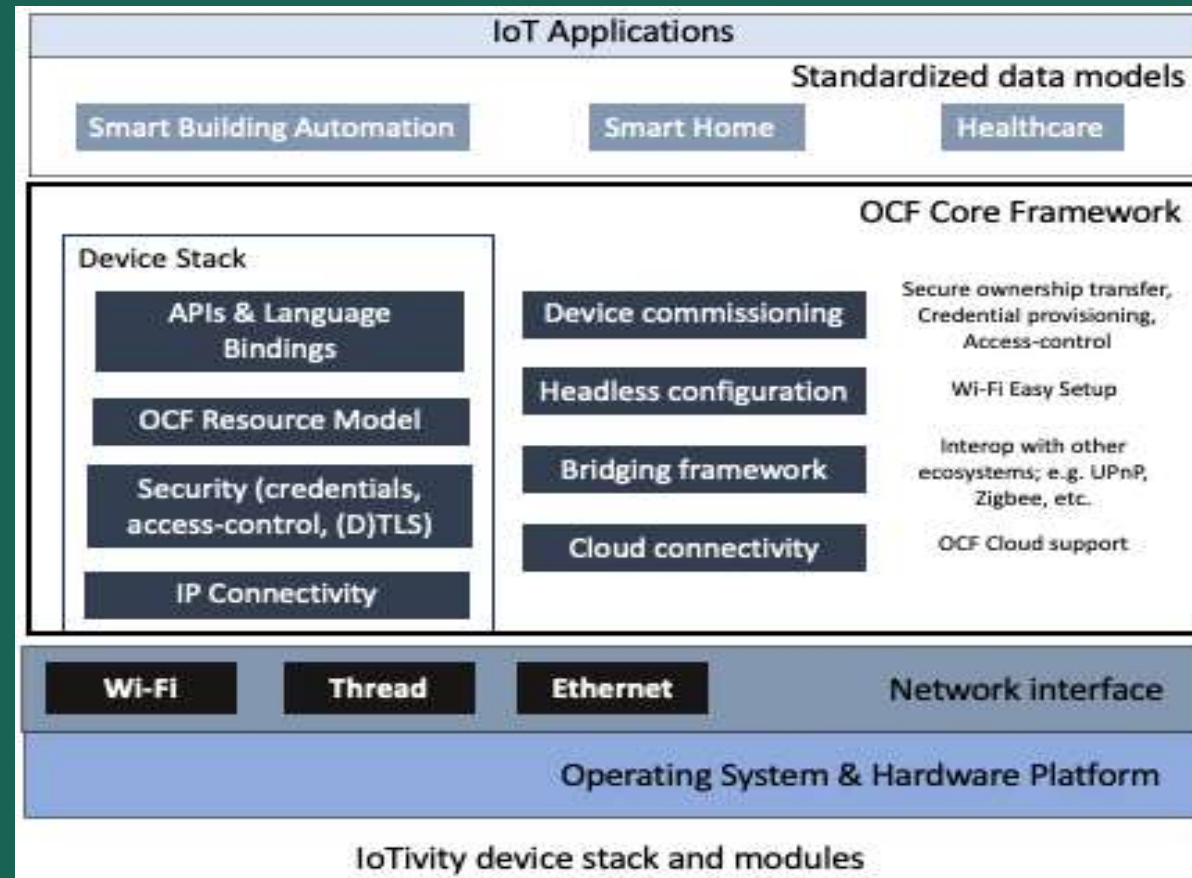 IoT Applications
Standardized data models
Smart Building Automation
Smart Home
Healthcare
OCF Core Framework
Device Stack
APIs & Language
Bindings
OCF Resource Model
Security (credentials,
access-control, (D)TLS)
IP Connectivity
Device commissioning
Secure ownership transfer,
Credential provisioning,
Access-control
Headless configuration
Wi-Fi Easy Setup
Bridging framework
Interop with other
ecosystems; e.g. UPnP,
Zigbee, etc.
Cloud connectivity
OCF Cloud support
Wi-Fi
Thread
Ethernet
Network interface
Operating System & Hardware Platform
IoTivity device stack and modules